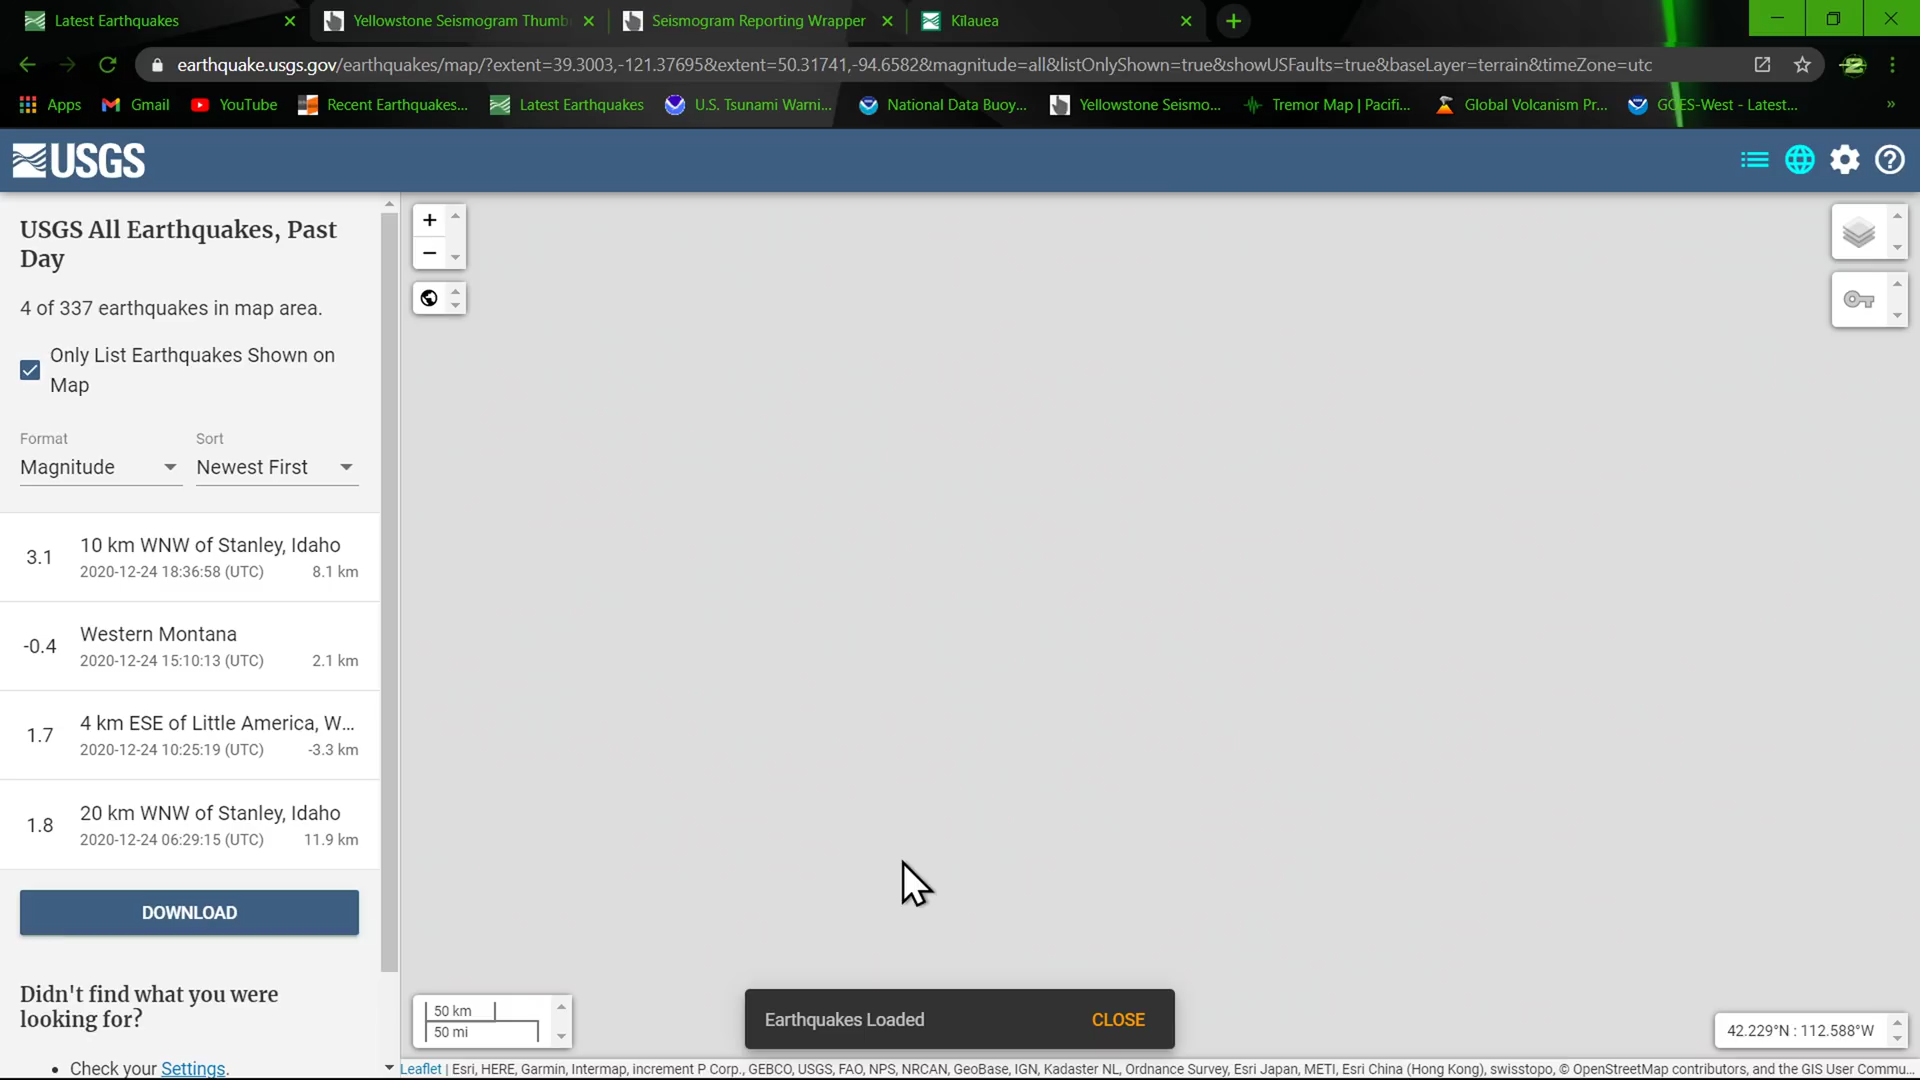 Latest Earthquakes
Yellowstone Seismogram Thumb
Seismogram Reporting Wrapper
Kīlauea
earthquake.usgs.gov/earthquakes/map/?extent=39.3003,-121.37695&extent=50.31741,-94.6582&magnitude=all&listOnlyShown=true&showUSFaults=true&baseLayer=terrain&timeZone=utc
Apps
Gmail
YouTube
Recent Earthquakes...
Latest Earthquakes
U.S. Tsunami Warni...
National Data Buoy...
Yellowstone Seismo...
Tremor Map | Pacifi...
Global Volcanism Pr...
GOES-West - Latest...
»
USGS
USGS All Earthquakes, Past
Day
4 of 337 earthquakes in map area.
Only List Earthquakes Shown on
Map
Format
Sort
Magnitude
Newest First
3.1
10 km WNW of Stanley, Idaho
2020-12-24 18:36:58 (UTC)
8.1 km
-0.4
Western Montana
2020-12-24 15:10:13 (UTC)
2.1 km
1.7
4 km ESE of Little America, W...
2020-12-24 10:25:19 (UTC)
-3.3 km
1.8
20 km WNW of Stanley, Idaho
2020-12-24 06:29:15 (UTC)
11.9 km
DOWNLOAD
Didn't find what you were
looking for?
• Check your Settings.
+
−
50 km
50 mi
Earthquakes Loaded
CLOSE
42.229°N : 112.588°W
Leaflet | Esri, HERE, Garmin, Intermap, increment P Corp., GEBCO, USGS, FAO, NPS, NRCAN, GeoBase, IGN, Kadaster NL, Ordnance Survey, Esri Japan, METI, Esri China (Hong Kong), swisstopo, © OpenStreetMap contributors, and the GIS User Commu...